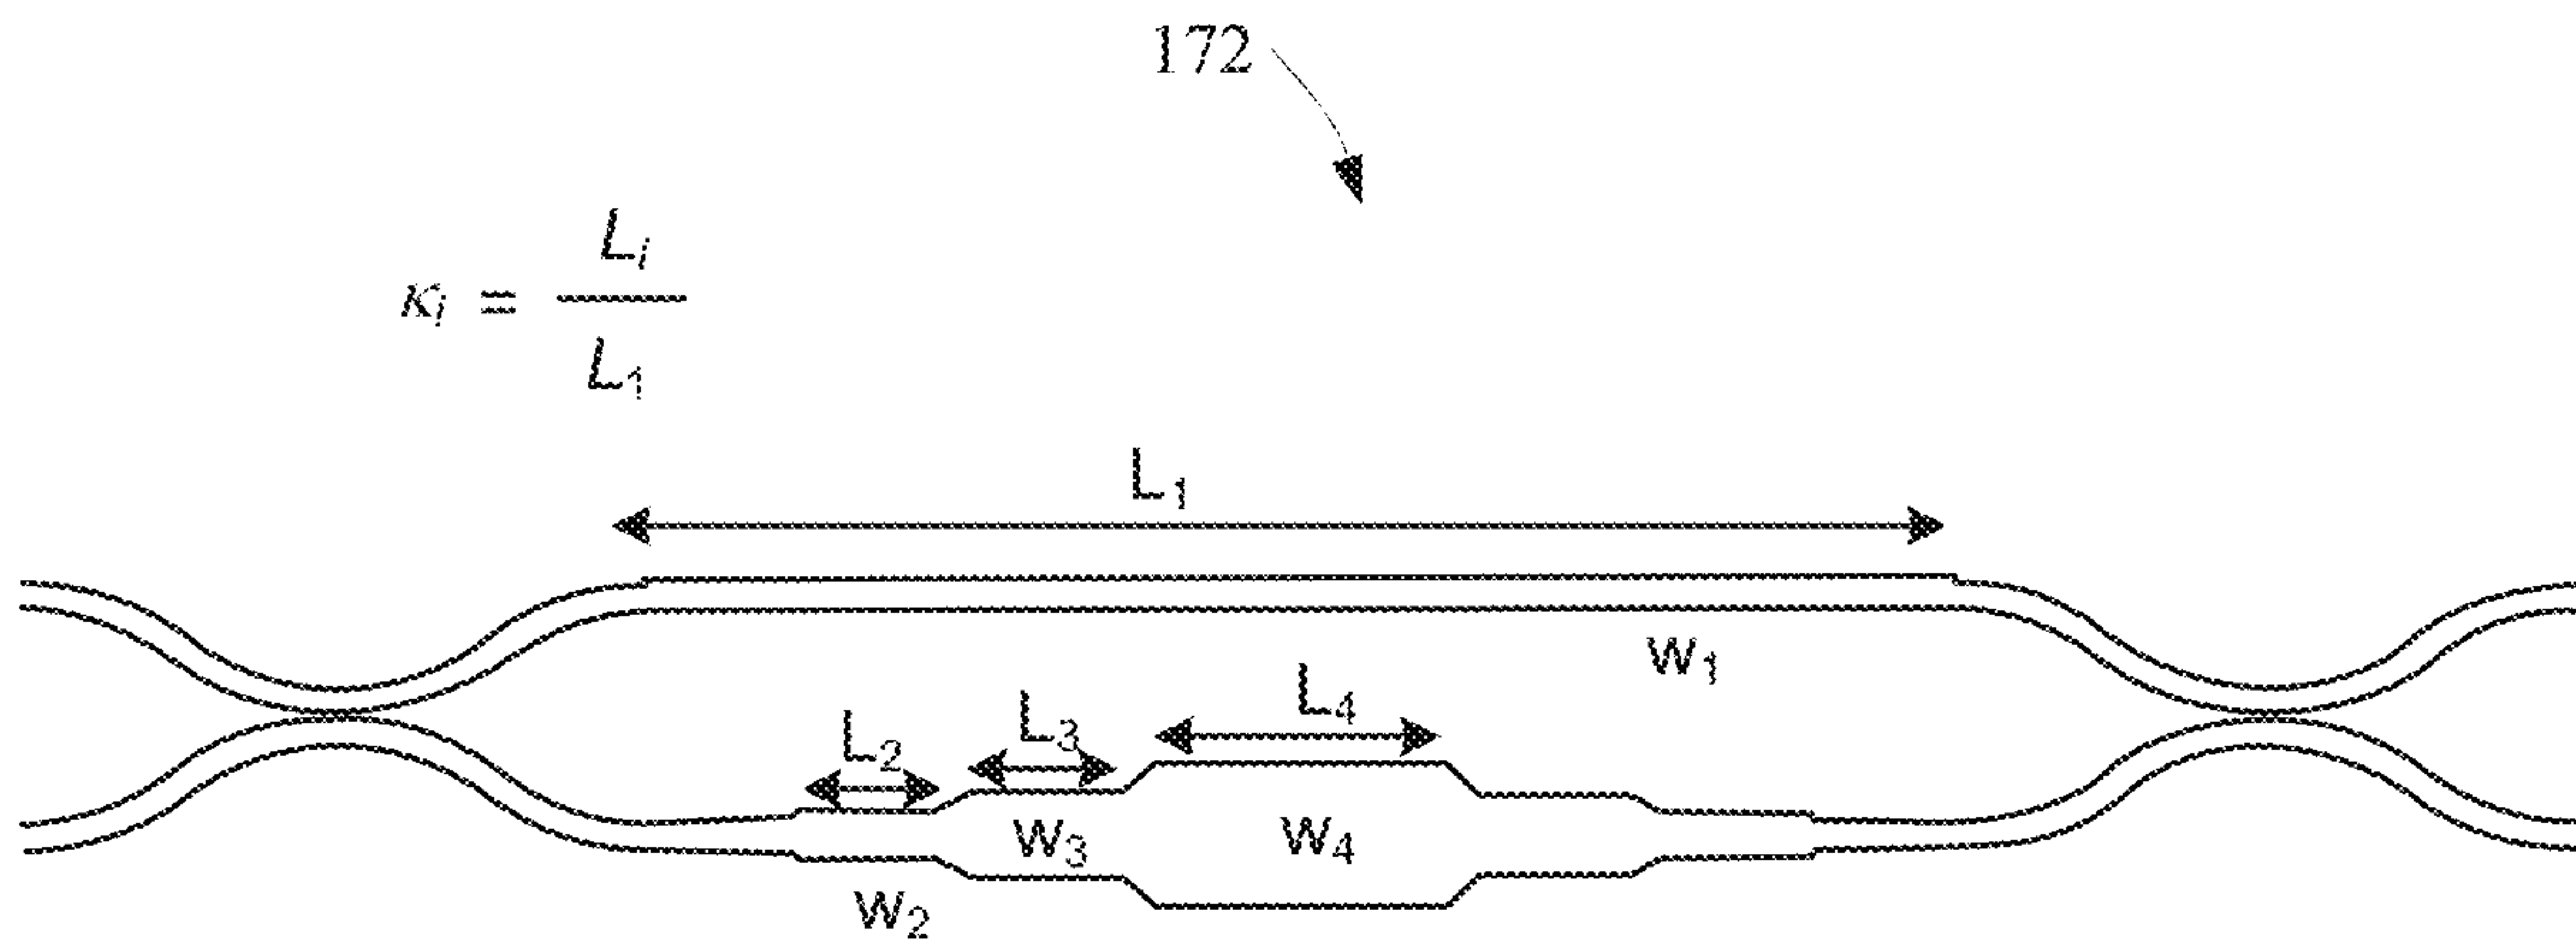 172
κᵢ = Lᵢ / L₁
L₁
W₁
L₄
L₃
L₂
W₃
W₄
W₂